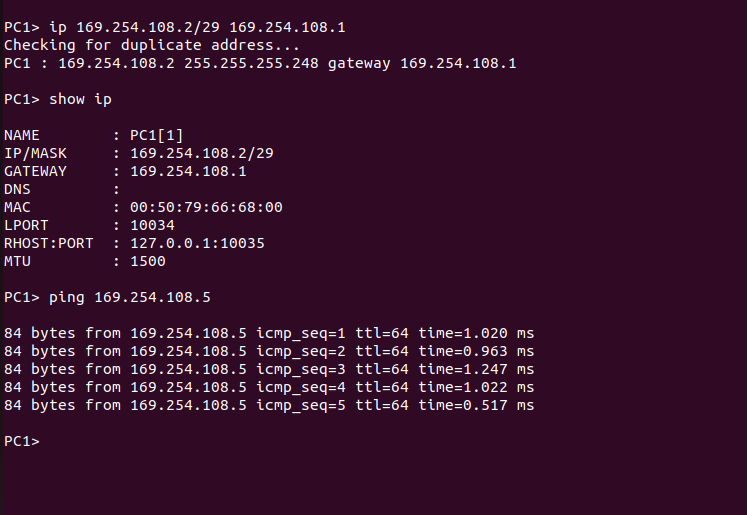 PC1> ip 169.254.108.2/29 169.254.108.1
Checking for duplicate address...
PC1 : 169.254.108.2 255.255.255.248 gateway 169.254.108.1
PC1> show ip
NAME        : PC1[1]
IP/MASK     : 169.254.108.2/29
GATEWAY     : 169.254.108.1
DNS         :
MAC         : 00:50:79:66:68:00
LPORT       : 10034
RHOST:PORT  : 127.0.0.1:10035
MTU         : 1500
PC1> ping 169.254.108.5
84 bytes from 169.254.108.5 icmp_seq=1 ttl=64 time=1.020 ms
84 bytes from 169.254.108.5 icmp_seq=2 ttl=64 time=0.963 ms
84 bytes from 169.254.108.5 icmp_seq=3 ttl=64 time=1.247 ms
84 bytes from 169.254.108.5 icmp_seq=4 ttl=64 time=1.022 ms
84 bytes from 169.254.108.5 icmp_seq=5 ttl=64 time=0.517 ms
PC1>